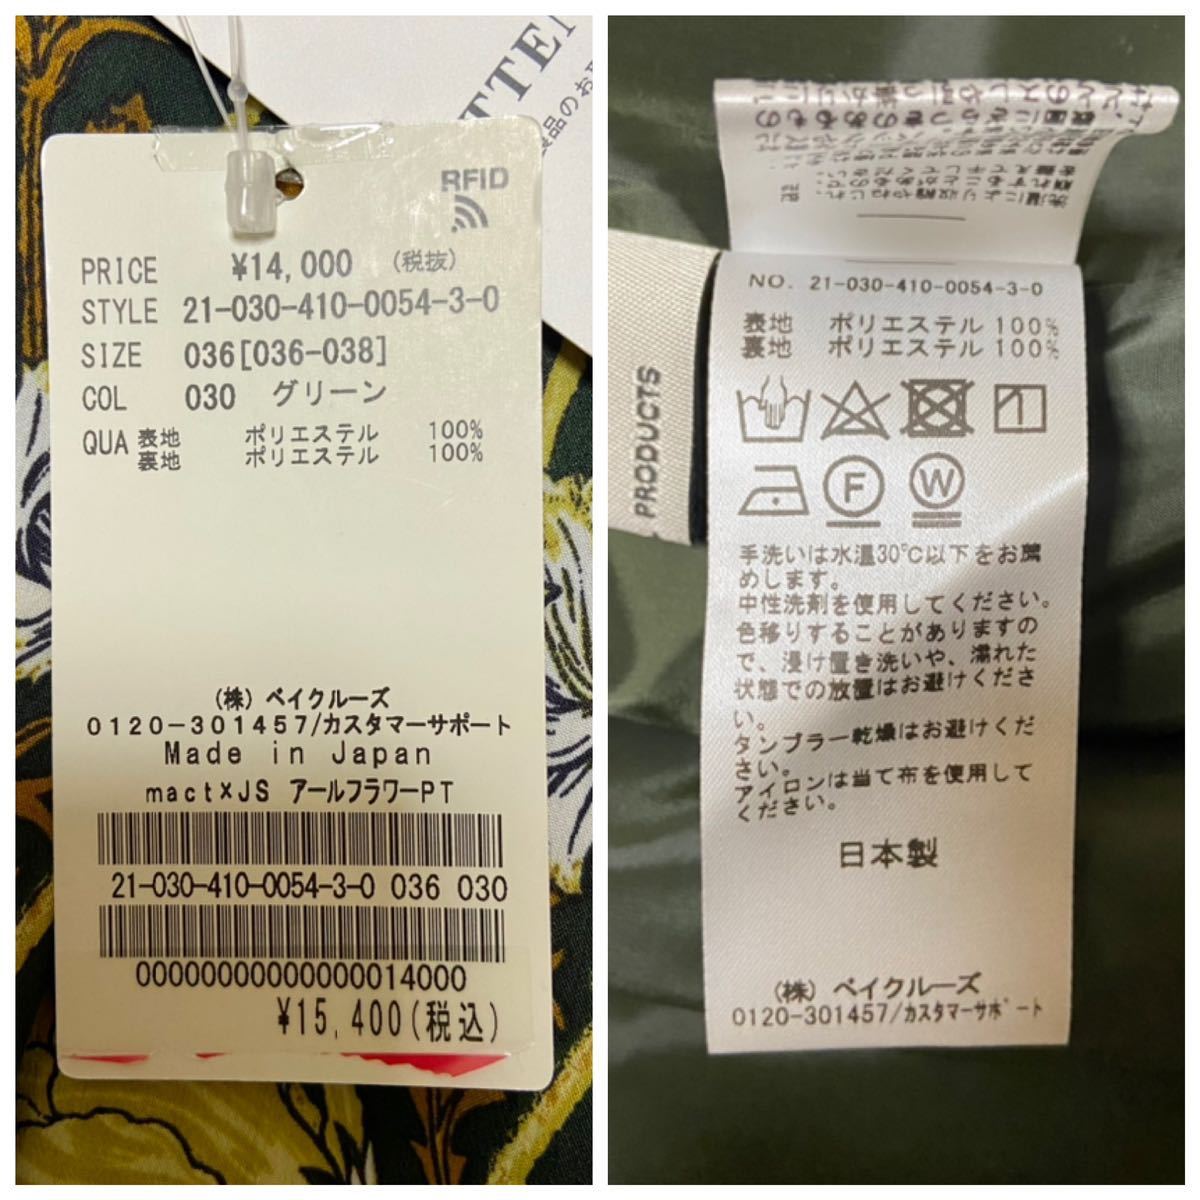 RFID
PRICE ¥14,000 (税抜)
STYLE 21-030-410-0054-3-0
SIZE 036[036-038]
COL 030 グリーン
QUA 表地 ポリエステル 100%
裏地 ポリエステル 100%
(株) ベイクルーズ
0120-301457/カスタマーサポート
Made in Japan
mact×JS アールフラワーPT
21-030-410-0054-3-0 036 030
00000000000000014000
¥15,400(税込)
PRODUCTS
NO. 21-030-410-0054-3-0
表地 ポリエステル 100%
裏地 ポリエステル 100%
F W
手洗いは水温30℃以下をお薦
めします。
中性洗剤を使用してください。
色移りすることがありますの
で、浸け置き洗いや、濡れた
状態での放置はお避けくださ
い。
タンブラー乾燥はお避けくだ
さい。
アイロンは当て布を使用して
ください。
日本製
(株) ベイクルーズ
0120-301457/カスタマーサポート